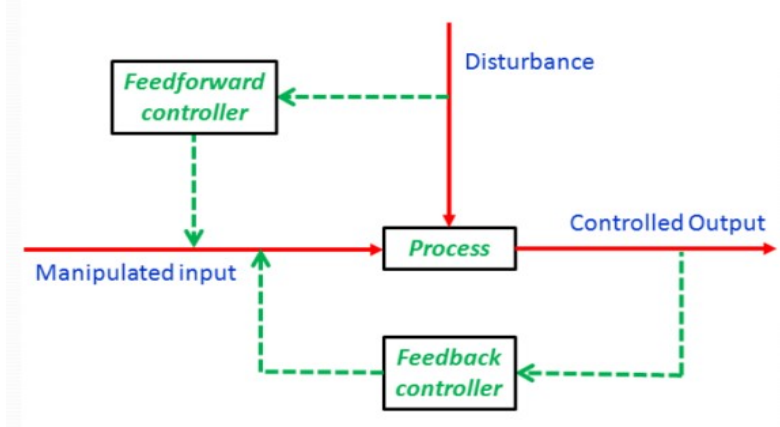 Disturbance
Feedforward
controller
Controlled Output
Process
Manipulated input
Feedback
controller